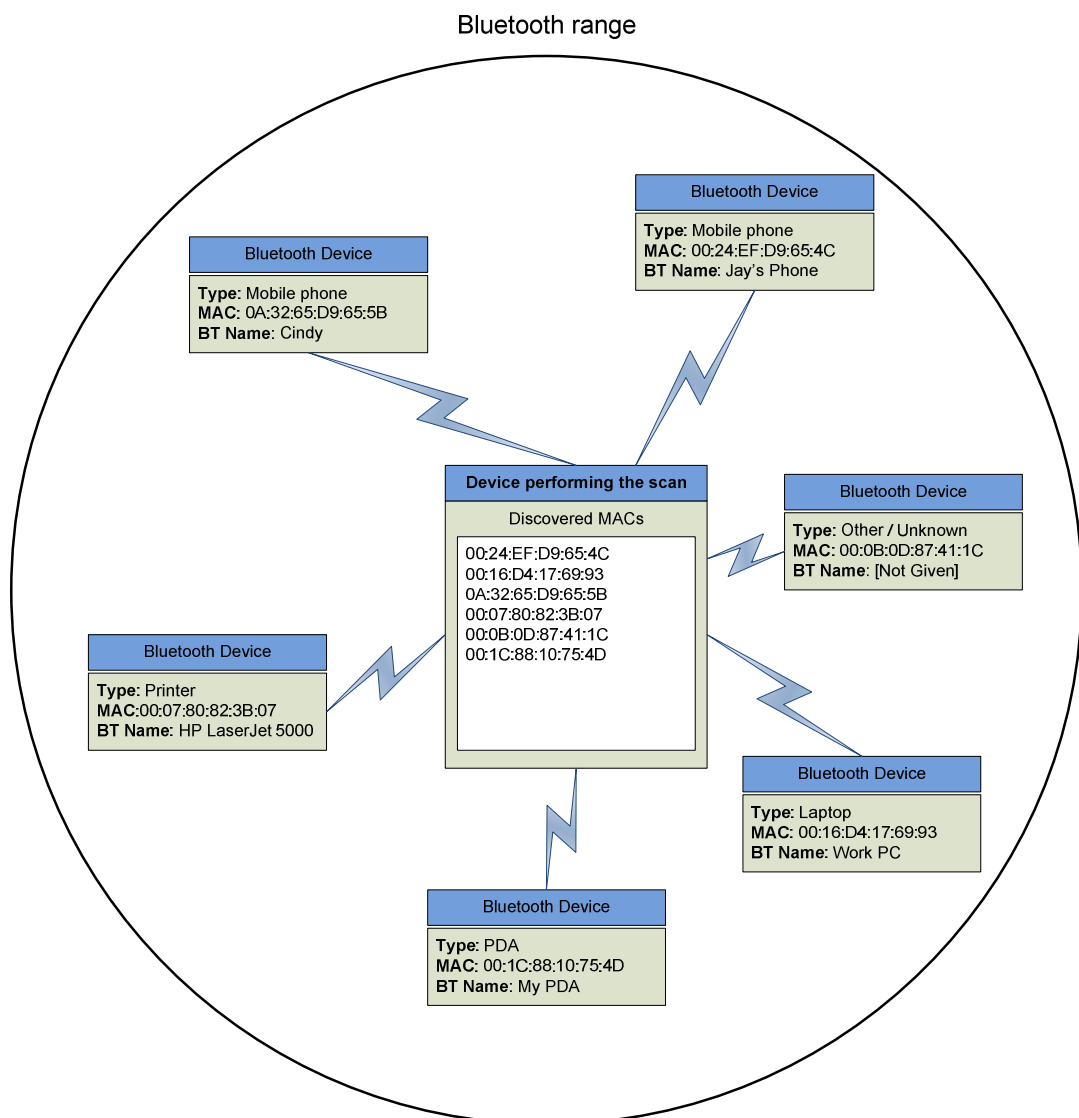 Bluetooth range
Bluetooth Device
Type: Mobile phone
MAC: 00:24:EF:D9:65:4C
BT Name: Jay's Phone
Bluetooth Device
Type: Mobile phone
MAC: 0A:32:65:D9:65:5B
BT Name: Cindy
Device performing the scan
Discovered MACs
00:24:EF:D9:65:4C
00:16:D4:17:69:93
0A:32:65:D9:65:5B
00:07:80:82:3B:07
00:0B:0D:87:41:1C
00:1C:88:10:75:4D
Bluetooth Device
Type: Other / Unknown
MAC: 00:0B:0D:87:41:1C
BT Name: [Not Given]
Bluetooth Device
Type: Printer
MAC:00:07:80:82:3B:07
BT Name: HP LaserJet 5000
Bluetooth Device
Type: Laptop
MAC: 00:16:D4:17:69:93
BT Name: Work PC
Bluetooth Device
Type: PDA
MAC: 00:1C:88:10:75:4D
BT Name: My PDA